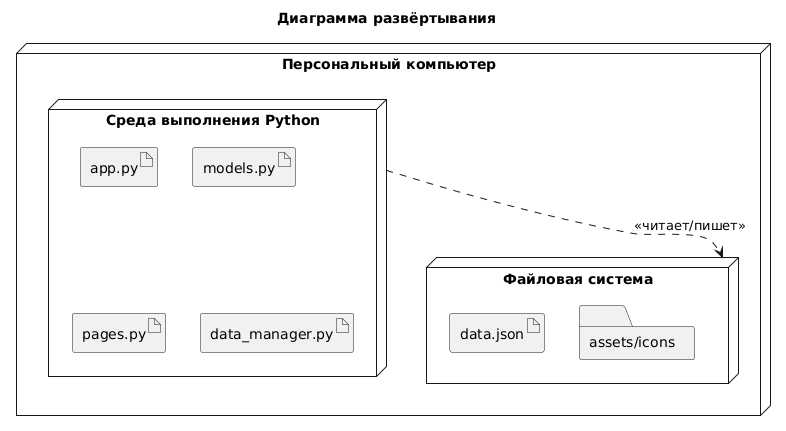 Диаграмма развёртывания
Персональный компьютер
Среда выполнения Python
app.py
models.py
«читает/пишет»
Файловая система
pages.py
data_manager.py
data.json
assets/icons